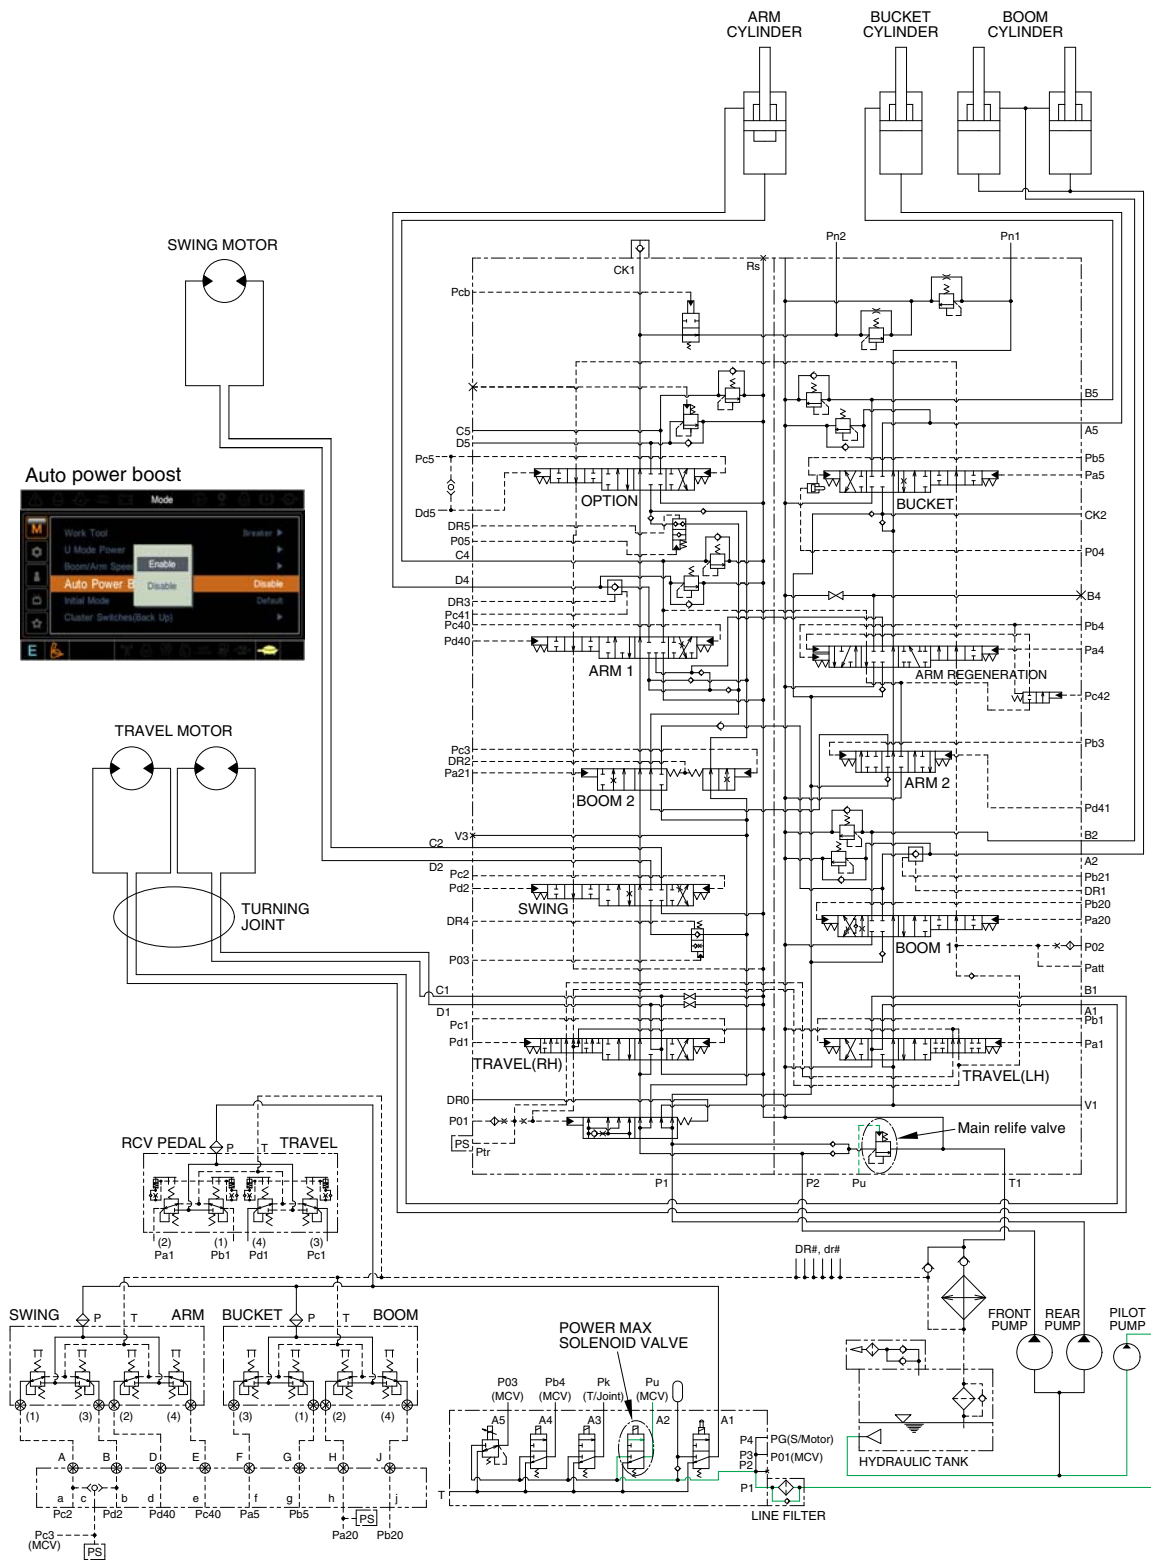 ARM
CYLINDER
BUCKET
CYLINDER
BOOM
CYLINDER
SWING MOTOR
Pn2
Pn1
CK1
Rs
Pcb
B5
C5
D5
A5
Pc5
Pb5
Pa5
OPTION
BUCKET
Dd5
CK2
DR5
P05
C4
P04
D4
DR3
B4
Pc41
Pc40
Pb4
Pd40
Pa4
ARM 1
ARM REGENERATION
Pc42
Auto power boost
Mode
Work Tool
Breaker
U Mode Power
Boom/Arm Spee
Enable
Auto Power B
Disable
Disable
Initial Mode
Default
Cluster Switches(Back Up)
E
M
TRAVEL MOTOR
Pc3
DR2
Pa21
Pb3
BOOM 2
ARM 2
Pd41
V3
C2
B2
D2
A2
Pc2
Pb21
Pd2
DR1
SWING
Pb20
DR4
Pa20
BOOM 1
P03
P02
Patt
TURNING
JOINT
C1
B1
D1
A1
Pc1
Pb1
Pd1
Pa1
TRAVEL(RH)
TRAVEL(LH)
DR0
V1
P01
PS
Ptr
Main relife valve
P1
P2
Pu
T1
RCV PEDAL
P
T
TRAVEL
(2)
(1)
(4)
(3)
Pa1
Pb1
Pd1
Pc1
DR#, dr#
SWING
P
T
ARM
BUCKET
P
T
BOOM
FRONT
PUMP
REAR
PUMP
PILOT
PUMP
POWER MAX
SOLENOID VALVE
(1)
(3)
(2)
(4)
(3)
(1)
(2)
(4)
P03
(MCV)
Pb4
(MCV)
Pk
(T/Joint)
Pu
(MCV)
A5
A4
A3
A2
A1
P4
PG(S/Motor)
P3
P01(MCV)
P2
P1
T
HYDRAULIC TANK
LINE FILTER
A
B
D
E
F
G
H
J
a
c
b
d
e
f
g
h
j
Pc2
Pd2
Pd40
Pc40
Pa5
Pb5
PS
Pa20
Pb20
Pc3
(MCV)
PS